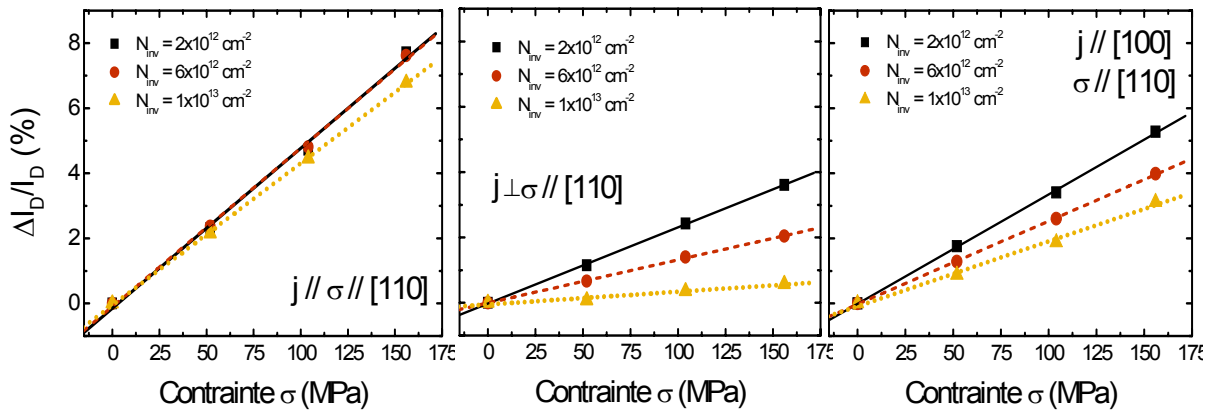 ΔI_D/I_D (%)
8
6
4
2
0
N_inv = 2x10^12 cm^-2
N_inv = 6x10^12 cm^-2
N_inv = 1x10^13 cm^-2
j // σ // [110]
0 25 50 75 100 125 150 175
Contrainte σ (MPa)
N_inv = 2x10^12 cm^-2
N_inv = 6x10^12 cm^-2
N_inv = 1x10^13 cm^-2
j ⊥ σ // [110]
0 25 50 75 100 125 150 175
Contrainte σ (MPa)
N_inv = 2x10^12 cm^-2
N_inv = 6x10^12 cm^-2
N_inv = 1x10^13 cm^-2
j // [100]
σ // [110]
0 25 50 75 100 125 150 175
Contrainte σ (MPa)